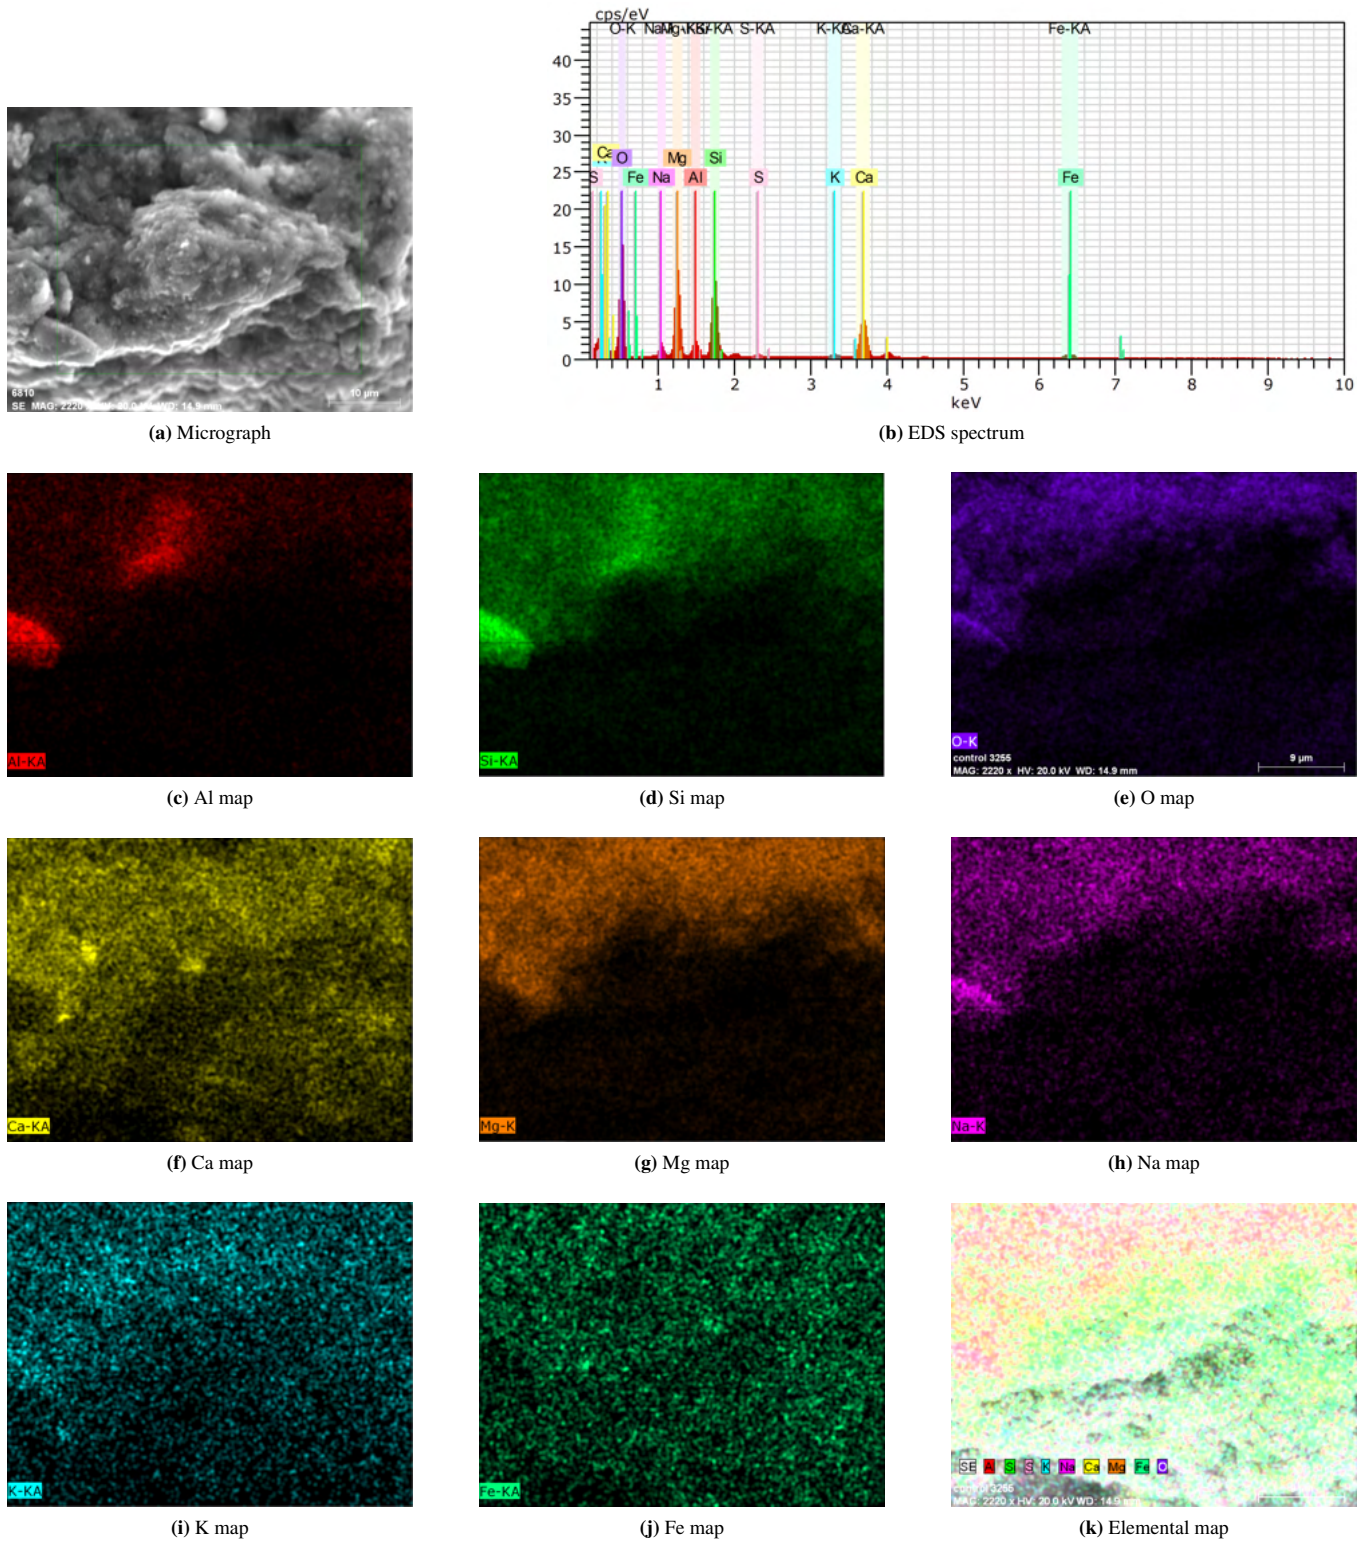 cps/eV
O-K S-KA Ca-KA Fe-KA
40
35
30
25
20
15
10
5
0
Ca O Mg Si
S Fe Na Al S K Ca Fe
1 2 3 4 5 6 7 8 9 10
keV
6810
10 µm
SE MAG: 2220 WD: 14.9 mm
(a) Micrograph
(b) EDS spectrum
Al-KA
Si-KA
O-K
control 3255
9 µm
MAG: 2220 x HV: 20.0 kV WD: 14.9 mm
(c) Al map
(d) Si map
(e) O map
Ca-KA
Mg-K
Na-K
(f) Ca map
(g) Mg map
(h) Na map
K-KA
Fe-KA
SE Al Si S K Na Ca Mg Fe O
control 3255
MAG: 2220 x HV: 20.0 kV WD: 14.9
(i) K map
(j) Fe map
(k) Elemental map